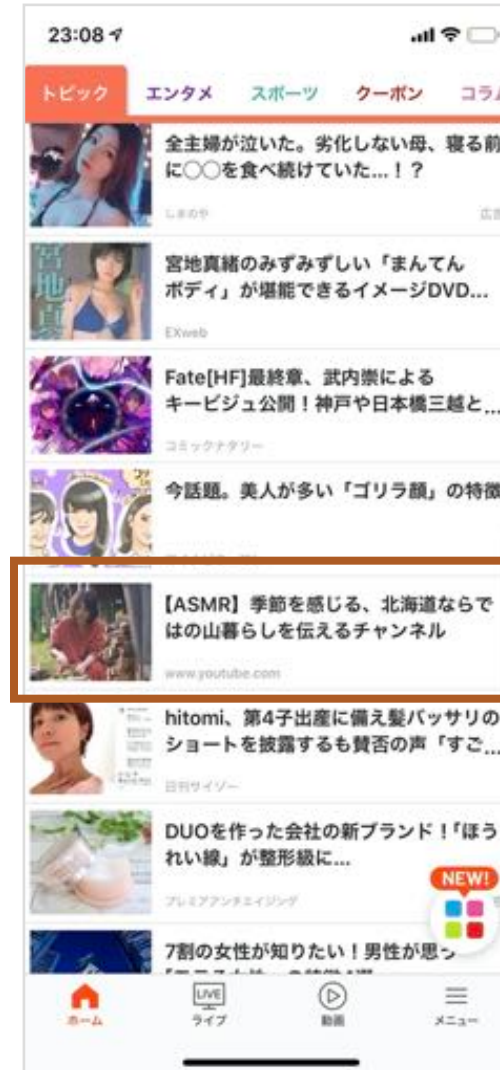 23:08
トピック エンタメ スポーツ クーポン コラム
全主婦が泣いた。劣化しない母、寝る前
に○○を食べ続けていた...!？
しまのや 広告
宮地真緒のみずみずしい「まんてん
ボディ」が堪能できるイメージDVD...
EXweb
Fate[HF]最終章、武内崇による
キービジュ公開！神戸や日本橋三越と...
コミックナタリー
今話題。美人が多い「ゴリラ顔」の特徴
【ASMR】季節を感じる、北海道ならで
はの山暮らしを伝えるチャンネル
www.youtube.com
hitomi、第4子出産に備え髪バッサリの
ショートを披露するも賛否の声「すご...
日刊サイゾー
DUOを作った会社の新ブランド！「ほう
れい線」が整形級に...
プレミアアンチエイジング
NEW!
7割の女性が知りたい！男性が思う
ホーム LIVE ライブ 動画 メニュー